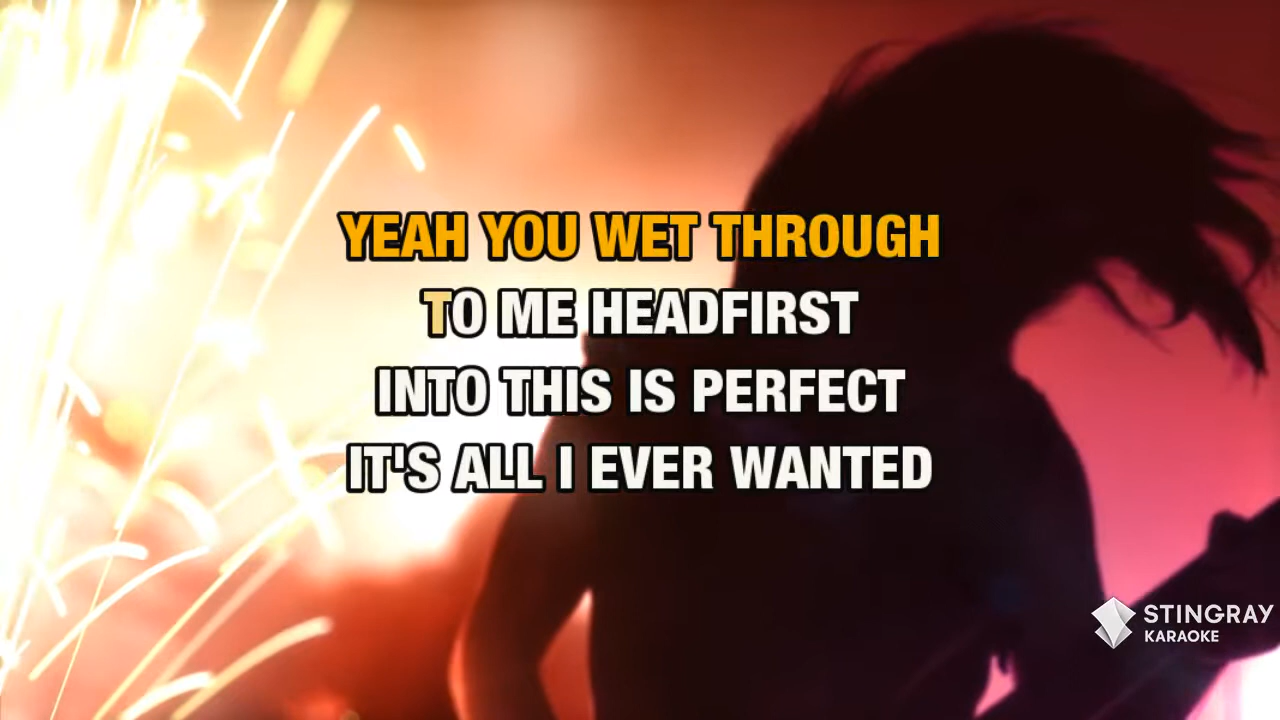 YEAH YOU WET THROUGH
TO ME HEADFIRST
INTO THIS IS PERFECT
IT'S ALL I EVER WANTED
STINGRAY
KARAOKE